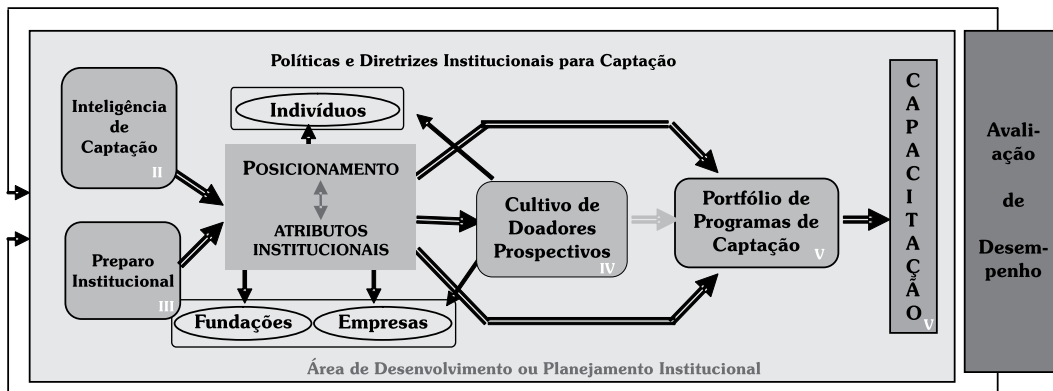 Políticas e Diretrizes Institucionais para Captação
Inteligência
de
Captação
II
Preparo
Institucional
III
Indivíduos
POSICIONAMENTO
ATRIBUTOS
INSTITUCIONAIS
Fundações
Empresas
Cultivo de
Doadores
Prospectivos
IV
Portfólio de
Programas de
Captação
V
C
A
P
A
C
I
T
A
Ç
Ã
O
V
Avali-
ação
de
Desem-
penho
Área de Desenvolvimento ou Planejamento Institucional